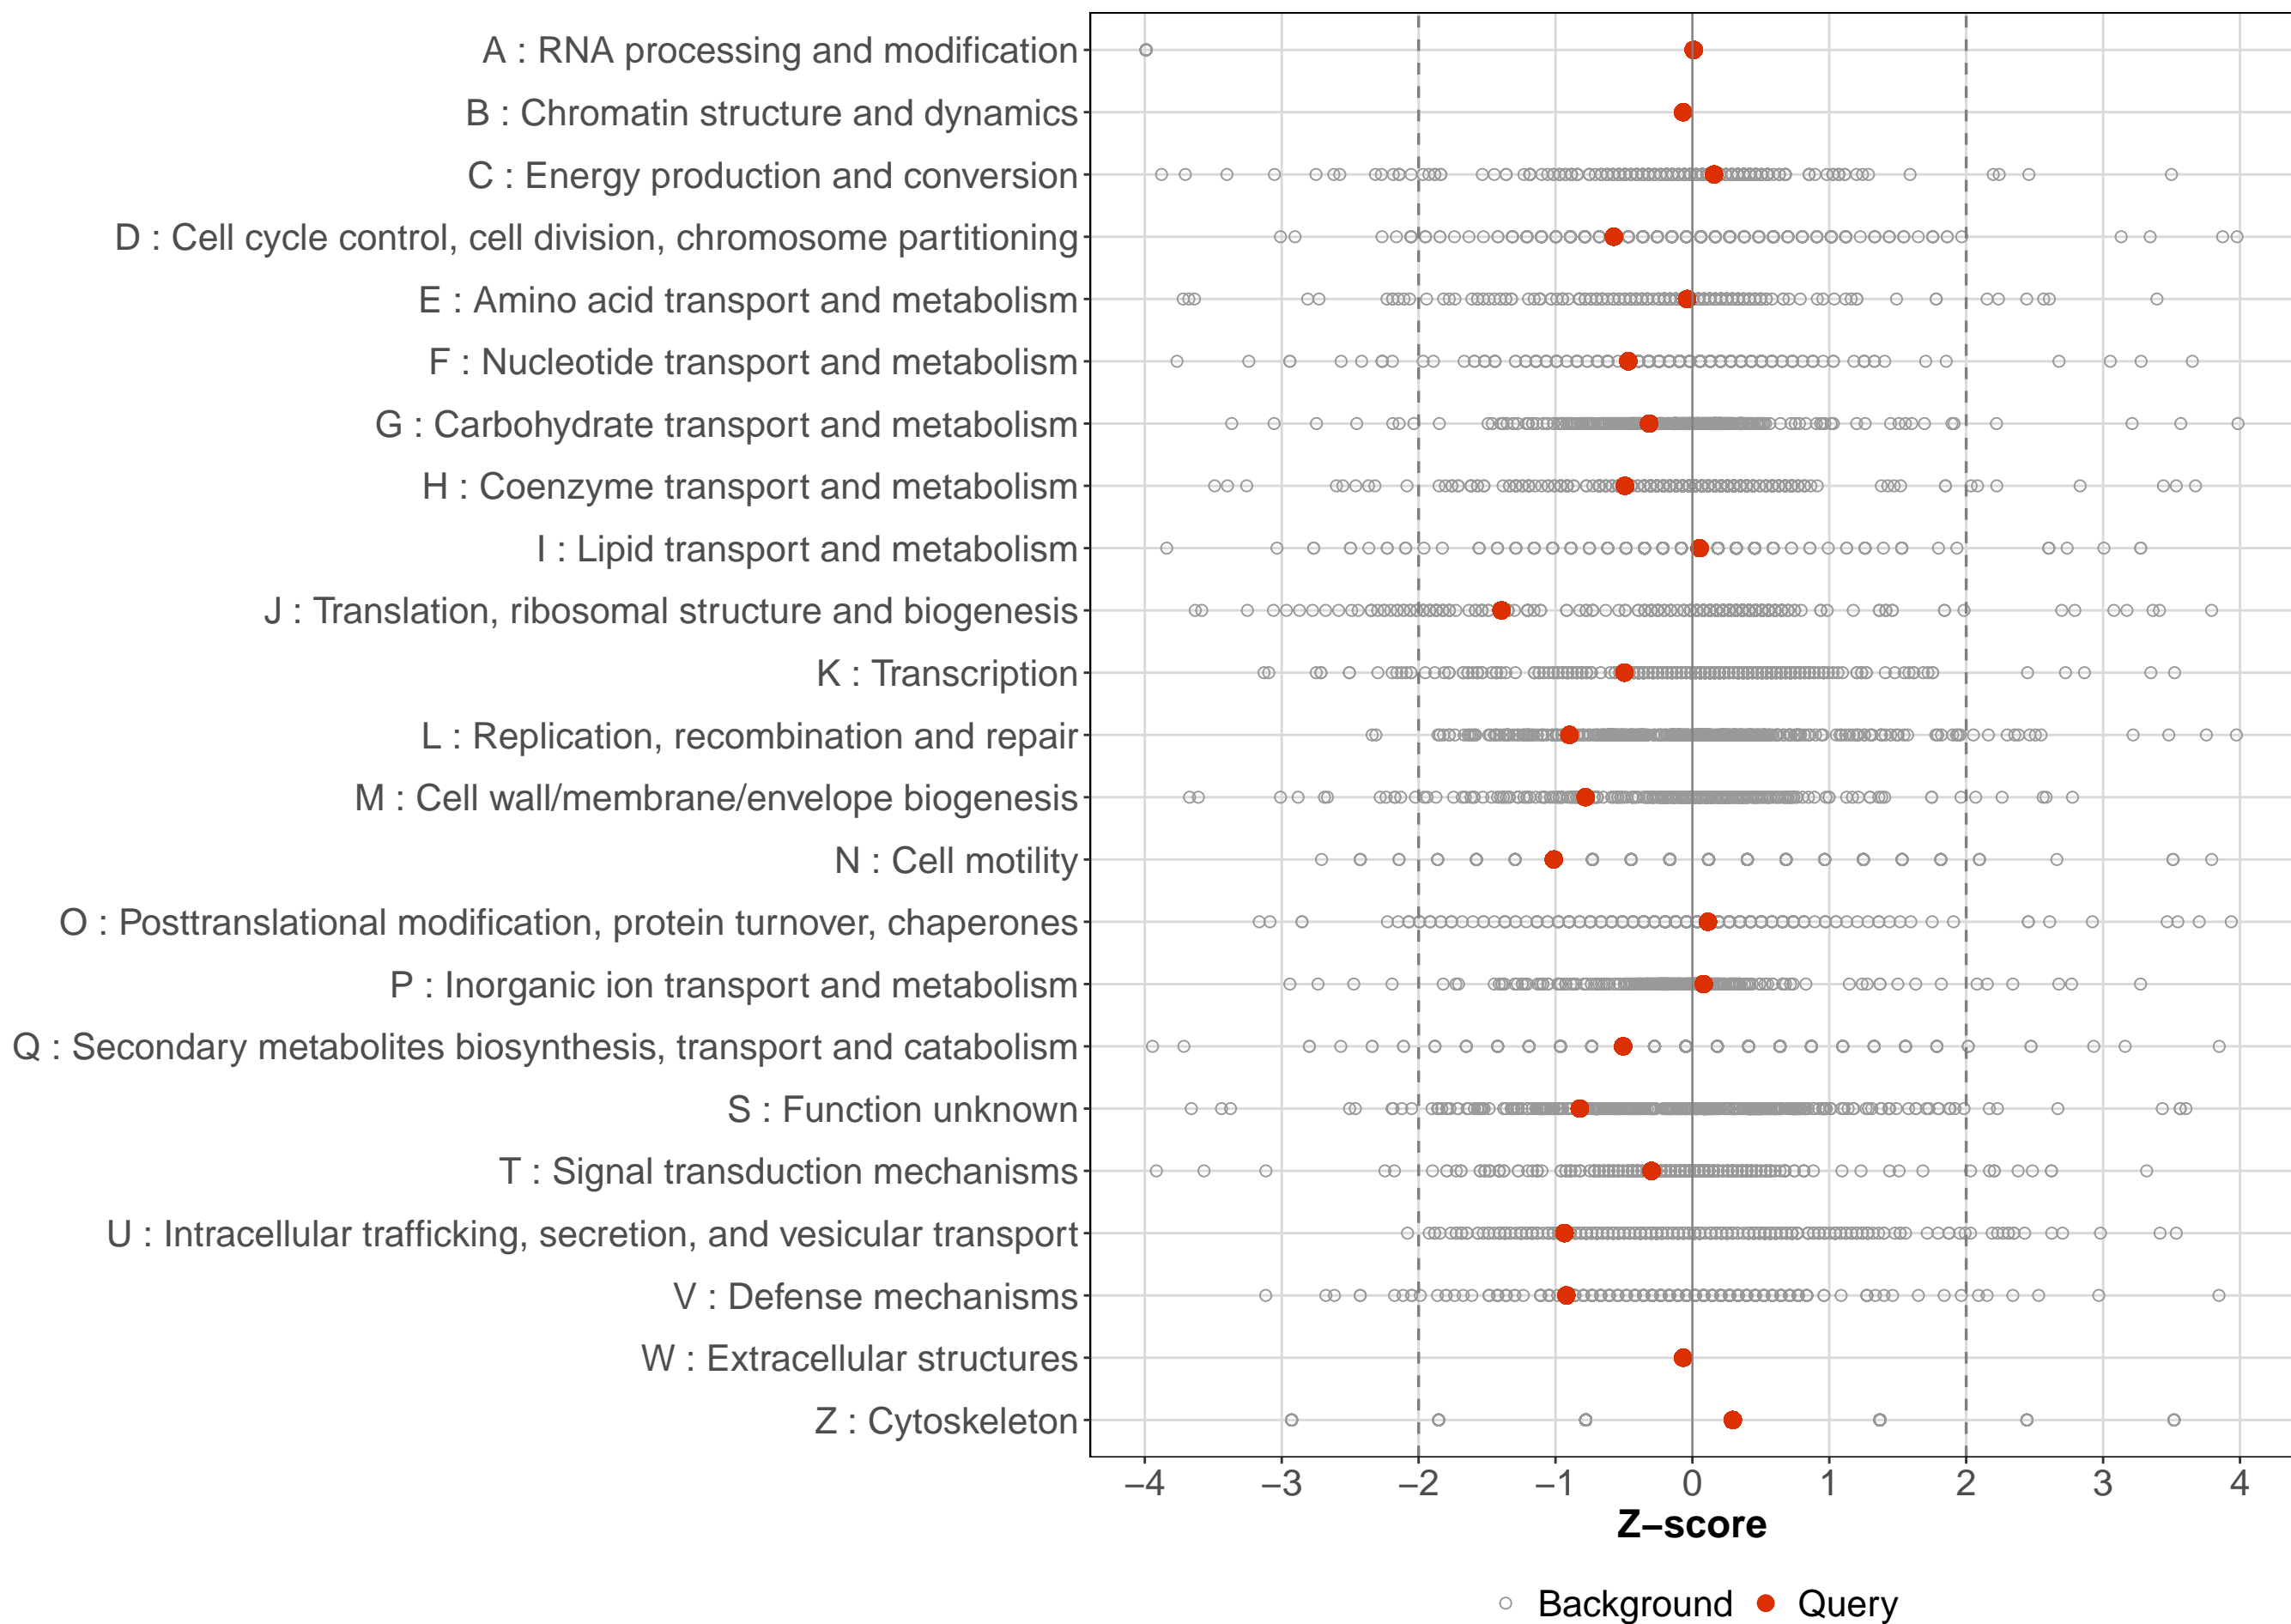 A : RNA processing and modification
B : Chromatin structure and dynamics
C : Energy production and conversion
D : Cell cycle control, cell division, chromosome partitioning
E : Amino acid transport and metabolism
F : Nucleotide transport and metabolism
G : Carbohydrate transport and metabolism
H : Coenzyme transport and metabolism
I : Lipid transport and metabolism
J : Translation, ribosomal structure and biogenesis
K : Transcription
L : Replication, recombination and repair
M : Cell wall/membrane/envelope biogenesis
N : Cell motility
O : Posttranslational modification, protein turnover, chaperones
P : Inorganic ion transport and metabolism
Q : Secondary metabolites biosynthesis, transport and catabolism
S : Function unknown
T : Signal transduction mechanisms
U : Intracellular trafficking, secretion, and vesicular transport
V : Defense mechanisms
W : Extracellular structures
Z : Cytoskeleton
−4 −3 −2 −1 0 1 2 3 4
Z−score
Background Query